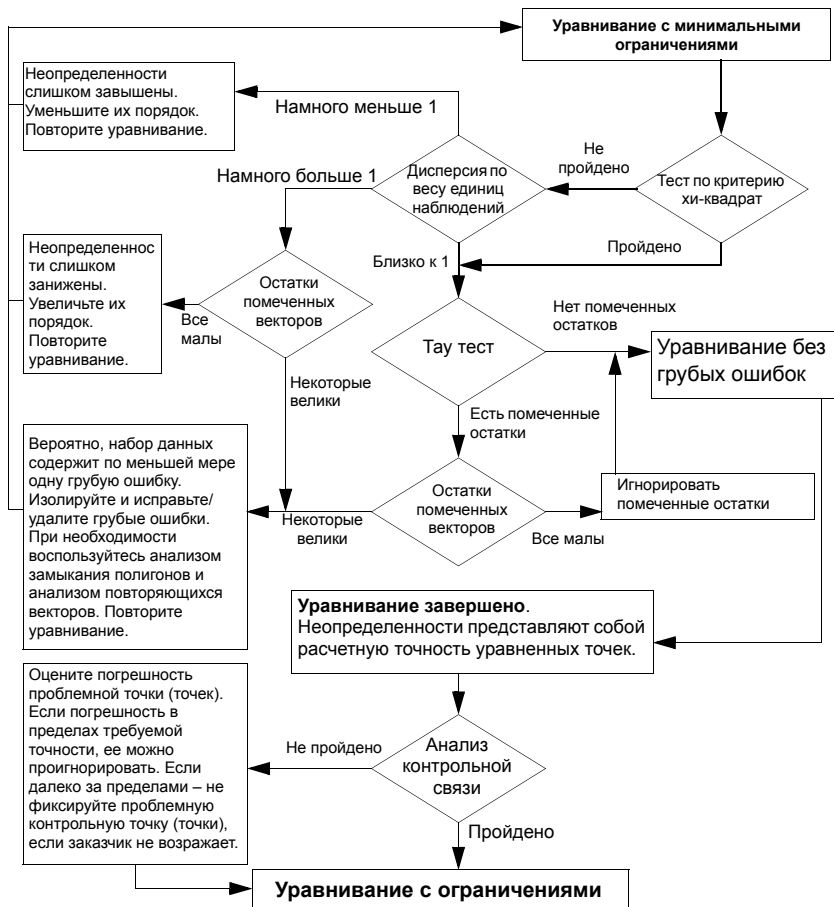 Уравнивание с минимальными
ограничениями
Неопределенности
слишком завышены.
Уменьшите их порядок.
Повторите уравнивание.
Намного меньше 1
Не
пройдено
Дисперсия по
весу единиц
наблюдений
Тест по критерию
хи-квадрат
Намного больше 1
Пройдено
Близко к 1
Неопределеннос
ти слишком
занижены.
Увеличьте их
порядок.
Повторите
уравнивание.
Все
малы
Остатки
помеченных
векторов
Нет помеченных
остатков
Тау тест
Уравнивание без
грубых ошибок
Некоторые
велики
Есть помеченные
остатки
Вероятно, набор данных
содержит по меньшей мере
одну грубую ошибку.
Изолируйте и исправьте/
удалите грубые ошибки.
При необходимости
воспользуйтесь анализом
замыкания полигонов и
анализом повторяющихся
векторов. Повторите
уравнивание.
Некоторые
велики
Остатки
помеченных
векторов
Все малы
Игнорировать
помеченные остатки
Уравнивание завершено.
Неопределенности представляют собой
расчетную точность уравненных точек.
Оцените погрешность
проблемной точки (точек).
Если погрешность в
пределах требуемой
точности, ее можно
проигнорировать. Если
далеко за пределами – не
фиксируйте проблемную
контрольную точку (точки),
если заказчик не возражает.
Не пройдено
Анализ
контрольной
связи
Пройдено
Уравнивание с ограничениями